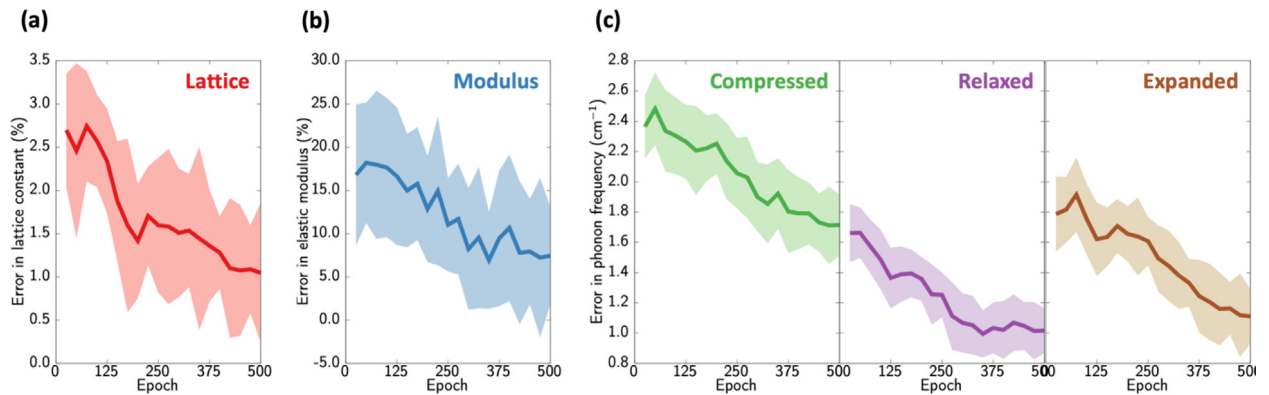 (a)
Lattice
Error in lattice constant (%)
3.5
3.0
2.5
2.0
1.5
1.0
0.5
0.0
0 125 250 375 500
Epoch
(b)
Modulus
Error in elastic modulus (%)
30.0
25.0
20.0
15.0
10.0
5.0
0.0
-5.0
0 125 250 375 500
Epoch
(c)
Compressed
Relaxed
Expanded
Error in phonon frequency (cm⁻¹)
2.8
2.6
2.4
2.2
2.0
1.8
1.6
1.4
1.2
1.0
0.8
0 125 250 375 500
Epoch
0 125 250 375 500
Epoch
0 125 250 375 500
Epoch